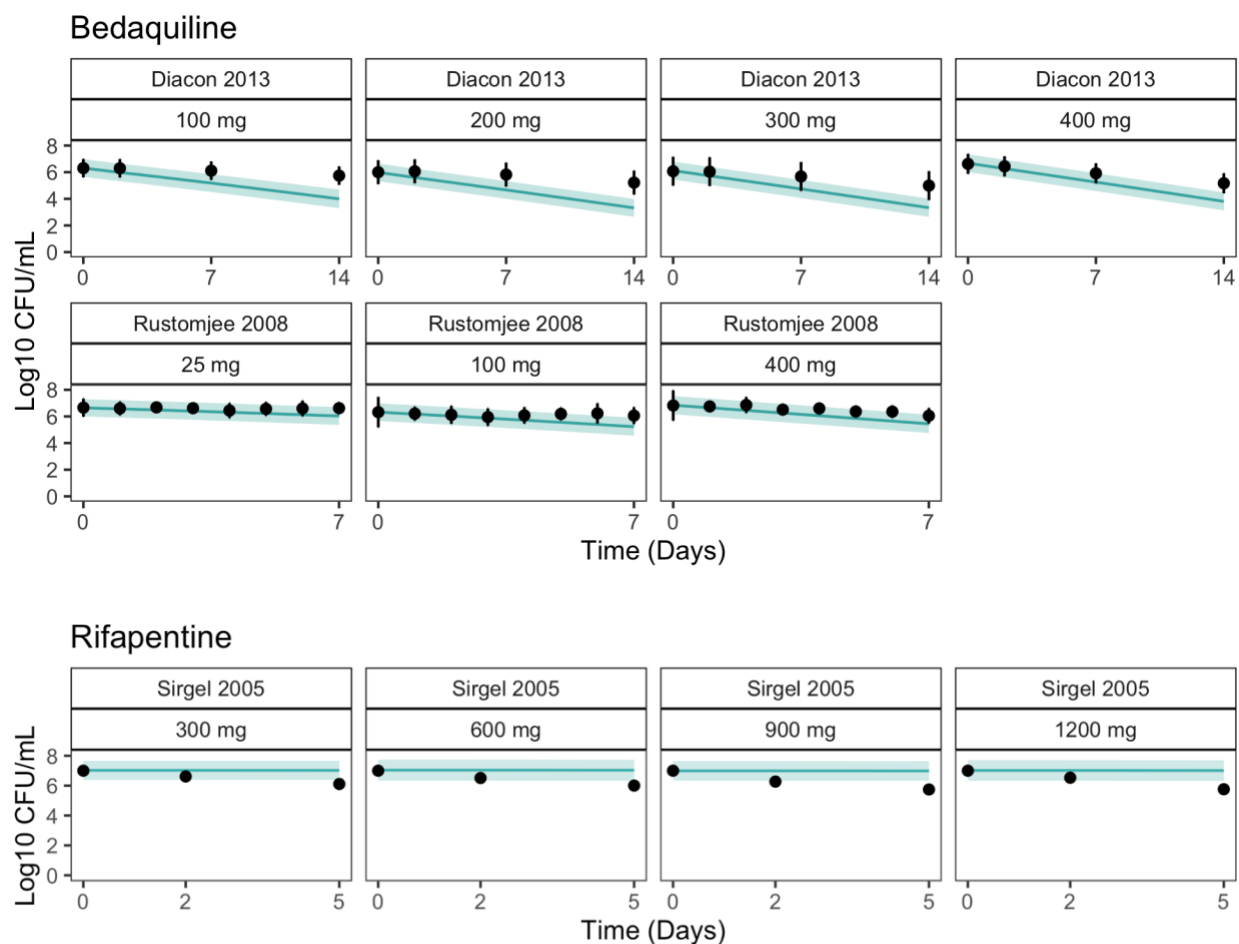 Bedaquiline
Diacon 2013 Diacon 2013 Diacon 2013 Diacon 2013
100 mg 200 mg 300 mg 400 mg
8
6
4
2
0
0 7 14 0 7 14 0 7 14 0 7 14
Log10 CFU/mL
Rustomjee 2008 Rustomjee 2008 Rustomjee 2008
25 mg 100 mg 400 mg
8
6
4
2
0
0 7 0 7 0 7
Time (Days)
Rifapentine
Sirgel 2005 Sirgel 2005 Sirgel 2005 Sirgel 2005
300 mg 600 mg 900 mg 1200 mg
Log10 CFU/mL
8
6
4
2
0
0 2 5 0 2 5 0 2 5 0 2 5
Time (Days)